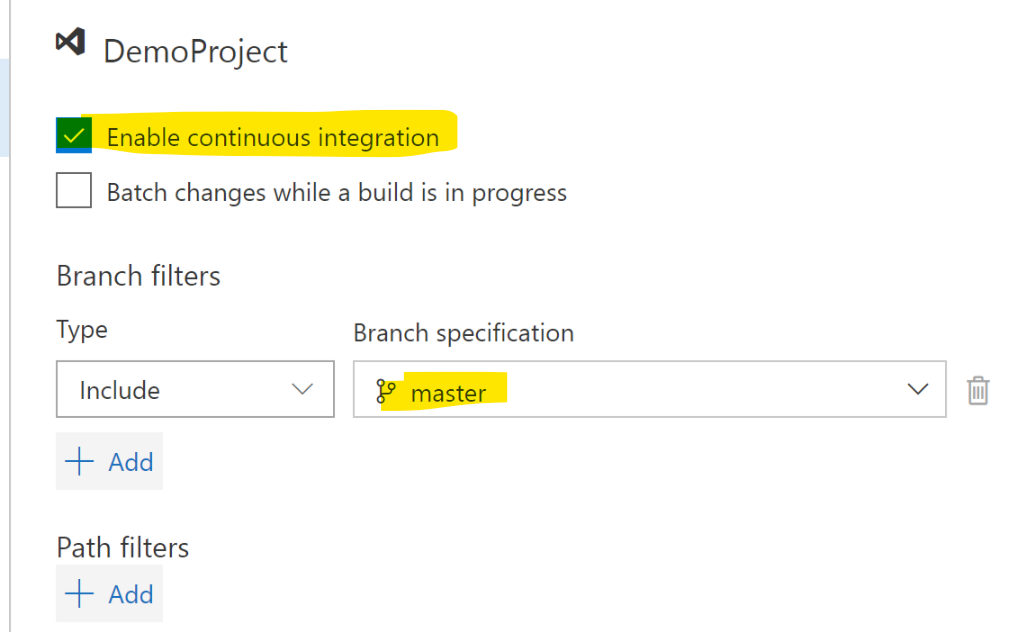 DemoProject
Enable continuous integration
Batch changes while a build is in progress
Branch filters
Type
Branch specification
Include
master
Add
Path filters
Add